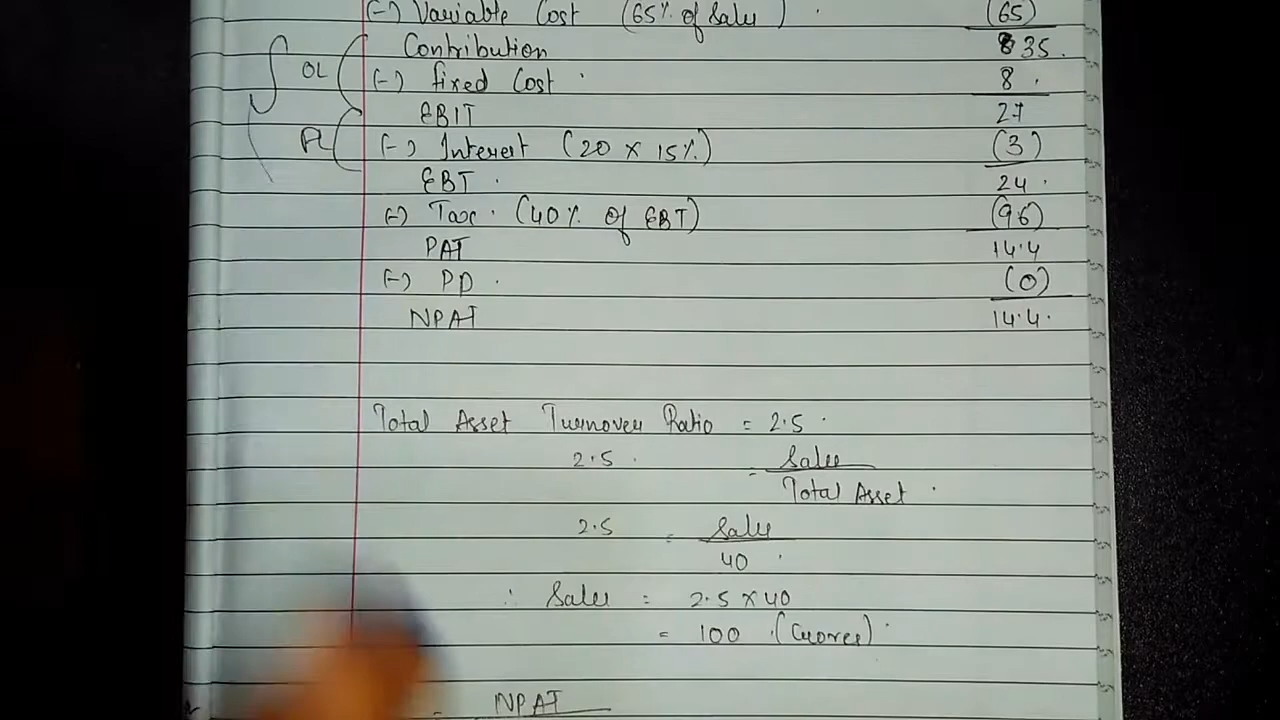 (-) Variable Cost (65% of Sales) (65)
Contribution 35.
OL (-) fixed Cost 8.
EBIT 27
FL (-) Interest (20 x 15%) (3)
EBT. 24.
(-) Tax. (40% of EBT) (96)
PAT 14.4
(-) PD. (0)
NPAT 14.4.
Total Asset Turnover Ratio = 2.5.
2.5. = Sales
Total Asset.
2.5 = Sales
40.
∴ Sales = 2.5 x 40
= 100 (Crores).
= NPAT